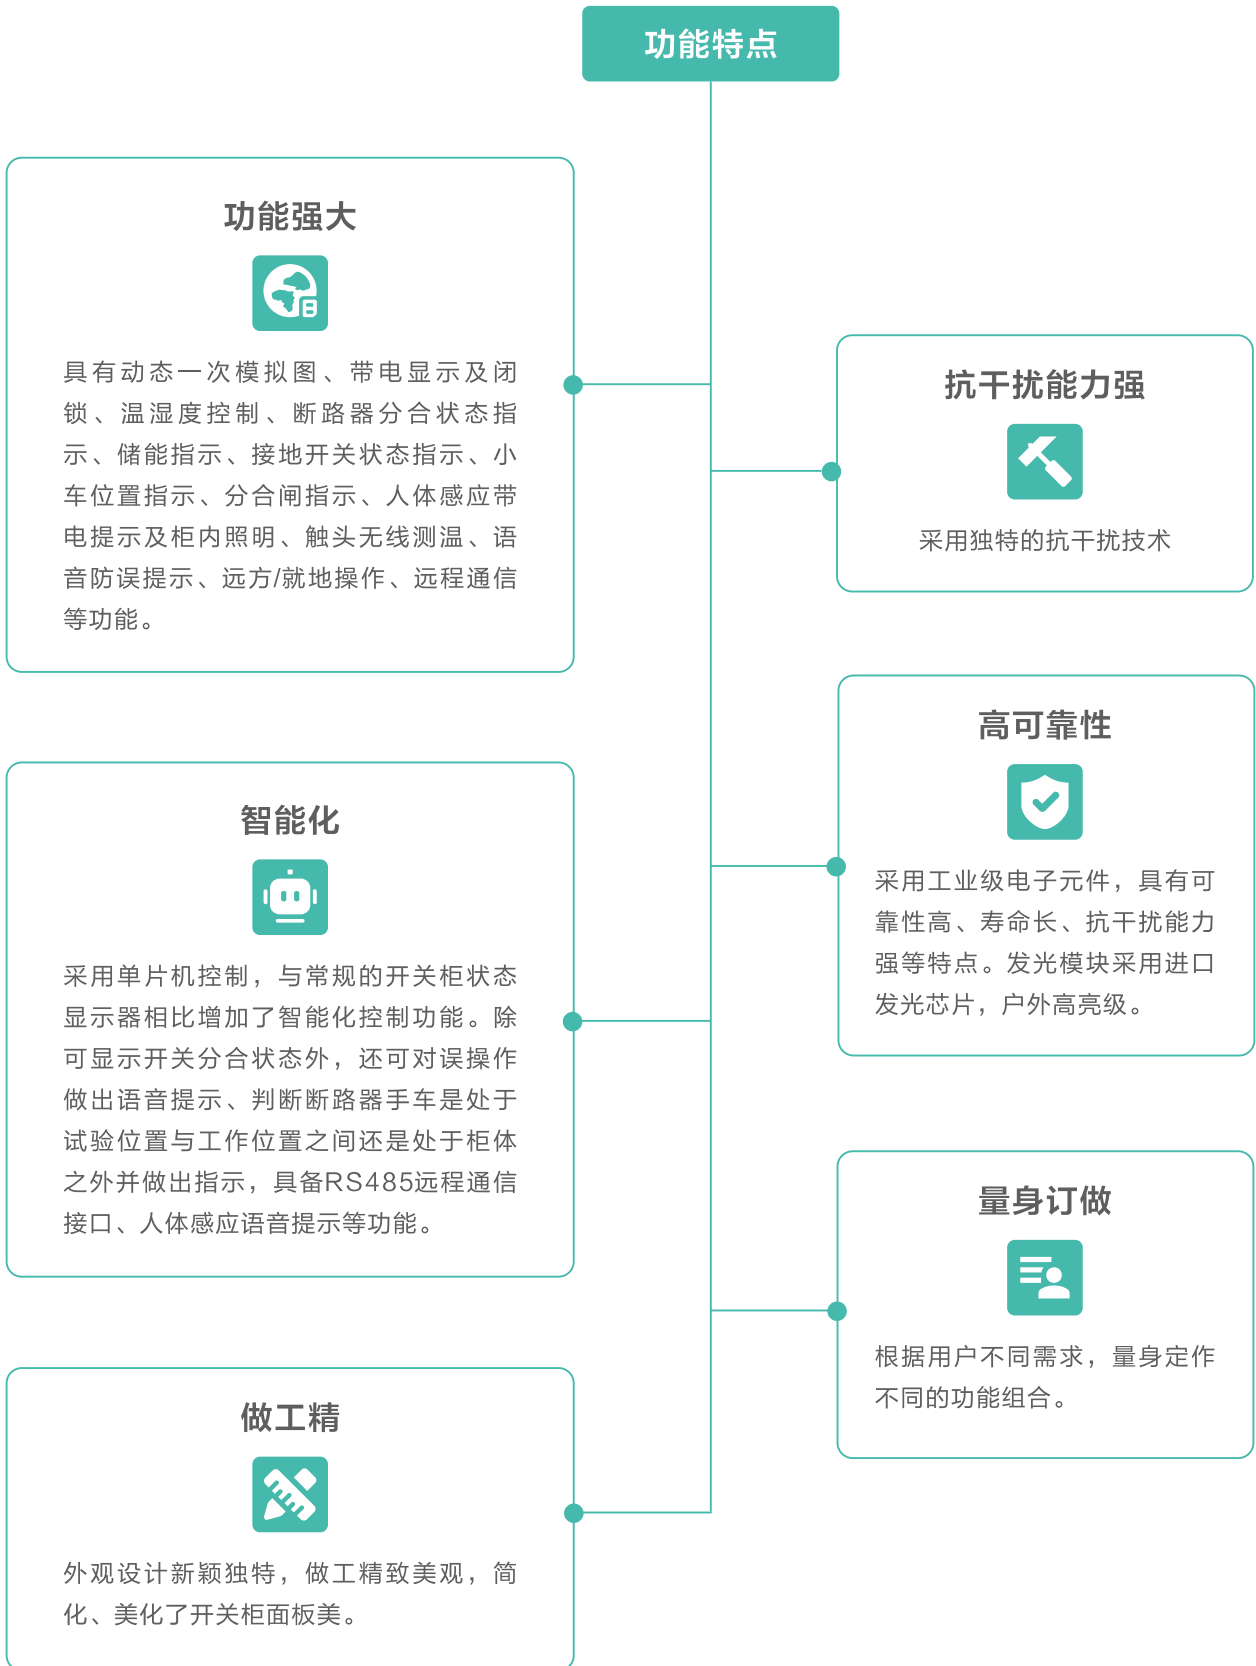 功能特点
功能强大
具有动态一次模拟图、带电显示及闭
锁、温湿度控制、断路器分合状态指
示、储能指示、接地开关状态指示、小
车位置指示、分合闸指示、人体感应带
电提示及柜内照明、触头无线测温、语
音防误提示、远方/就地操作、远程通信
等功能。
抗干扰能力强
采用独特的抗干扰技术
高可靠性
采用工业级电子元件，具有可
靠性高、寿命长、抗干扰能力
强等特点。发光模块采用进口
发光芯片，户外高亮级。
智能化
采用单片机控制，与常规的开关柜状态
显示器相比增加了智能化控制功能。除
可显示开关分合状态外，还可对误操作
做出语音提示、判断断路器手车是处于
试验位置与工作位置之间还是处于柜体
之外并做出指示，具备RS485远程通信
接口、人体感应语音提示等功能。
量身订做
根据用户不同需求，量身定作
不同的功能组合。
做工精
外观设计新颖独特，做工精致美观，简
化、美化了开关柜面板美。